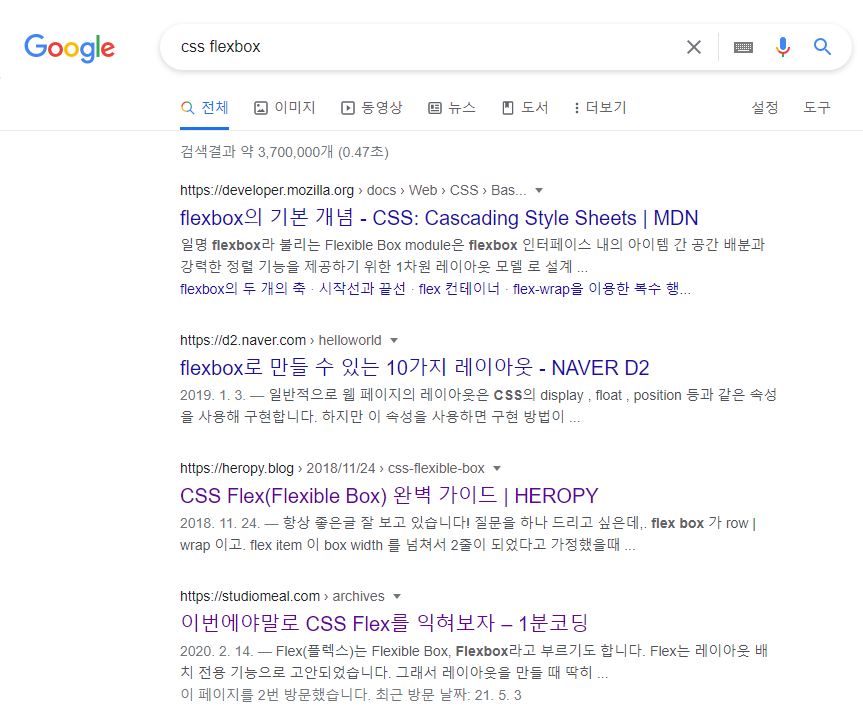 Google
css flexbox
전체 이미지 동영상 뉴스 도서 더보기 설정 도구
검색결과 약 3,700,000개 (0.47초)
https://developer.mozilla.org › docs › Web › CSS › Bas...
flexbox의 기본 개념 - CSS: Cascading Style Sheets | MDN
일명 flexbox라 불리는 Flexible Box module은 flexbox 인터페이스 내의 아이템 간 공간 배분과
강력한 정렬 기능을 제공하기 위한 1차원 레이아웃 모델 로 설계 ...
flexbox의 두 개의 축 · 시작선과 끝선 · flex 컨테이너 · flex-wrap을 이용한 복수 행...
https://d2.naver.com › helloworld
flexbox로 만들 수 있는 10가지 레이아웃 - NAVER D2
2019. 1. 3. — 일반적으로 웹 페이지의 레이아웃은 CSS의 display , float , position 등과 같은 속성
을 사용해 구현합니다. 하지만 이 속성을 사용하면 구현 방법이 ...
https://heropy.blog › 2018/11/24 › css-flexible-box
CSS Flex(Flexible Box) 완벽 가이드 | HEROPY
2018. 11. 24. — 항상 좋은글 잘 보고 있습니다! 질문을 하나 드리고 싶은데,. flex box 가 row |
wrap 이고. flex item 이 box width 를 넘쳐서 2줄이 되었다고 가정했을때 ...
https://studiomeal.com › archives
이번에야말로 CSS Flex를 익혀보자 – 1분코딩
2020. 2. 14. — Flex(플렉스)는 Flexible Box, Flexbox라고 부르기도 합니다. Flex는 레이아웃 배
치 전용 기능으로 고안되었습니다. 그래서 레이아웃을 만들 때 딱히 ...
이 페이지를 2번 방문했습니다. 최근 방문 날짜: 21. 5. 3